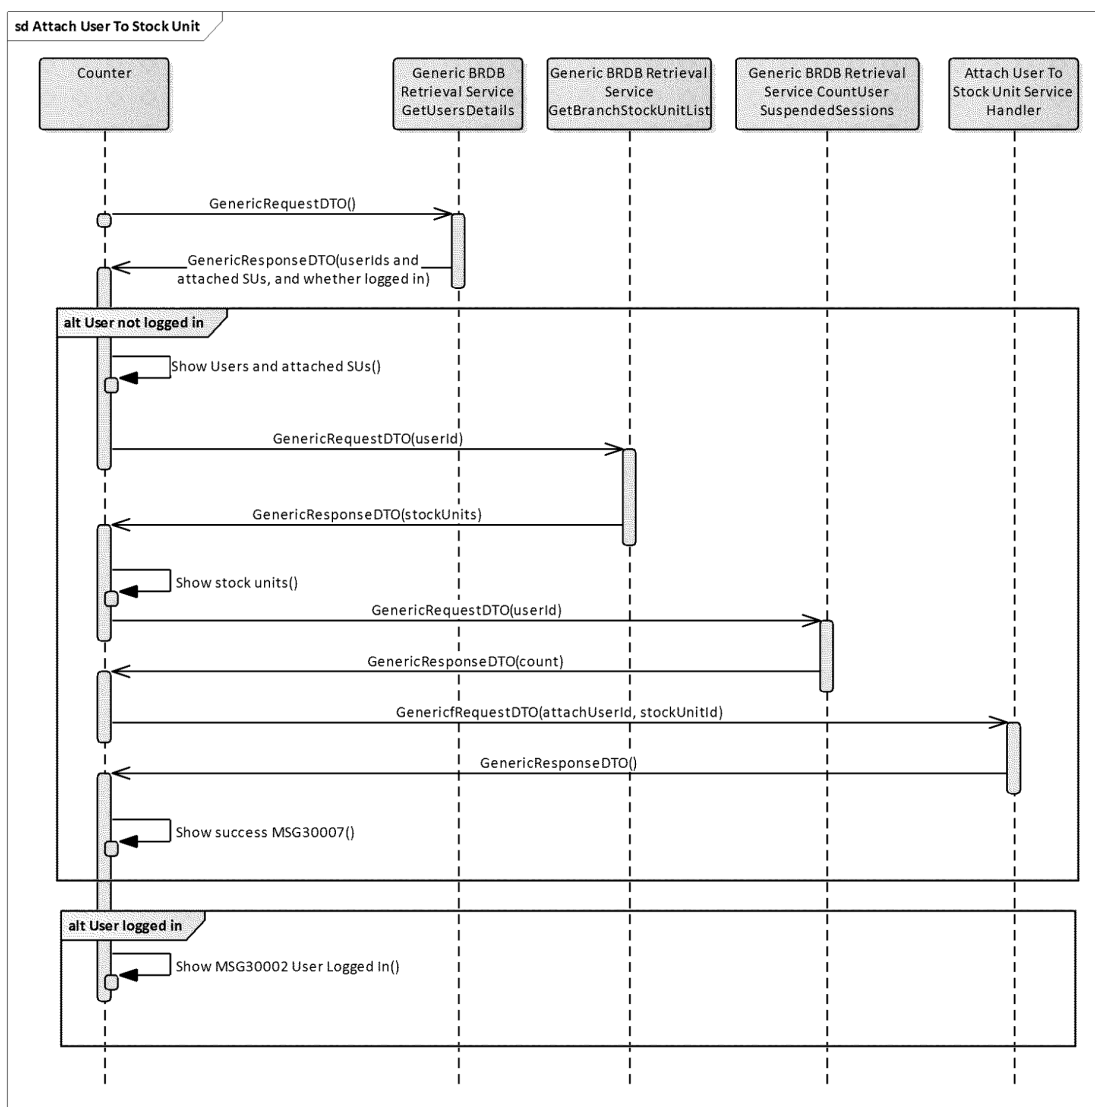 sd Attach User To Stock Unit
Counter
Generic BRDB
Retrieval Service
GetUsersDetails
Generic BRDB Retrieval
Service
GetBranchStockUnitList
Generic BRDB Retrieval
Service CountUser
SuspendedSessions
Attach User To
Stock Unit Service
Handler
GenericRequestDTO()
GenericResponseDTO(userIds and
attached SUs, and whether logged in)
alt User not logged in
Show Users and attached SUs()
GenericRequestDTO(userId)
GenericResponseDTO(stockUnits)
Show stock units()
GenericRequestDTO(userId)
GenericResponseDTO(count)
GenericfRequestDTO(attachUserId, stockUnitId)
GenericResponseDTO()
Show success MSG30007()
alt User logged in
Show MSG30002 User Logged In()